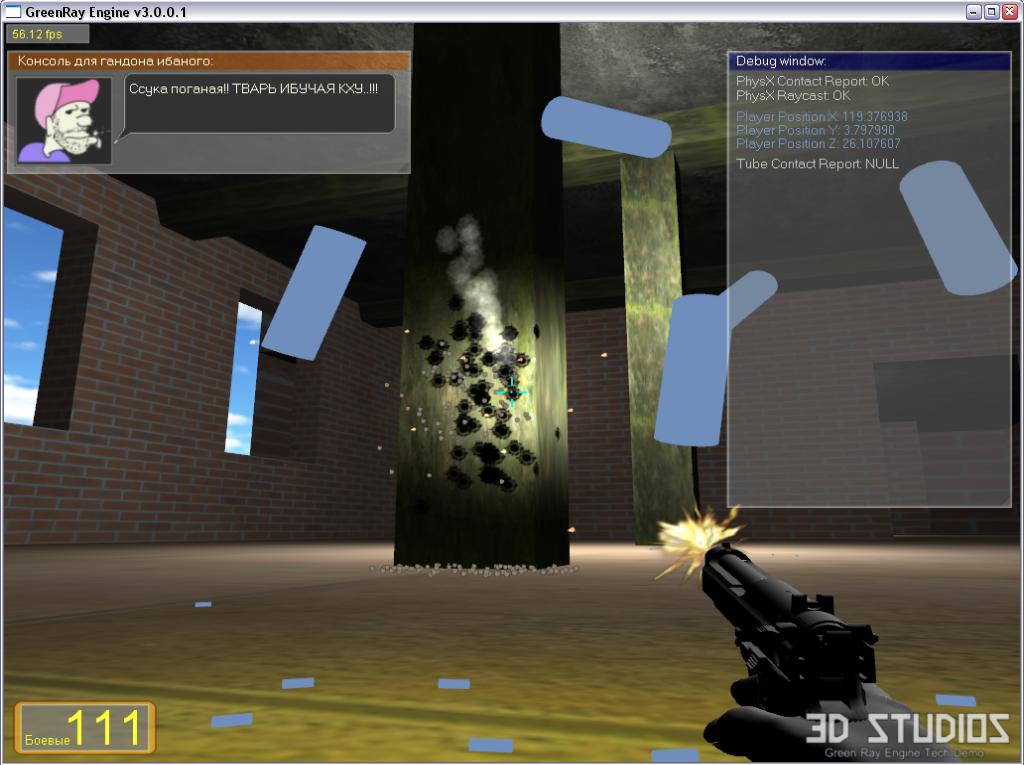 GreenRay Engine v3.0.0.1
56.12 fps
Консоль для гандона ибаного:
Ссука поганая!! ТВАРЬ ИБУЧАЯ КХУ..!!!
Debug window:
PhysX Contact Report: OK
PhysX Raycast: OK
Player Position X: 119.376938
Player Position Y: 3.797990
Player Position Z: 26.107607
Tube Contact Report: NULL
Боевые 111
3D STUDIOS
Green Ray Engine Tech Demo